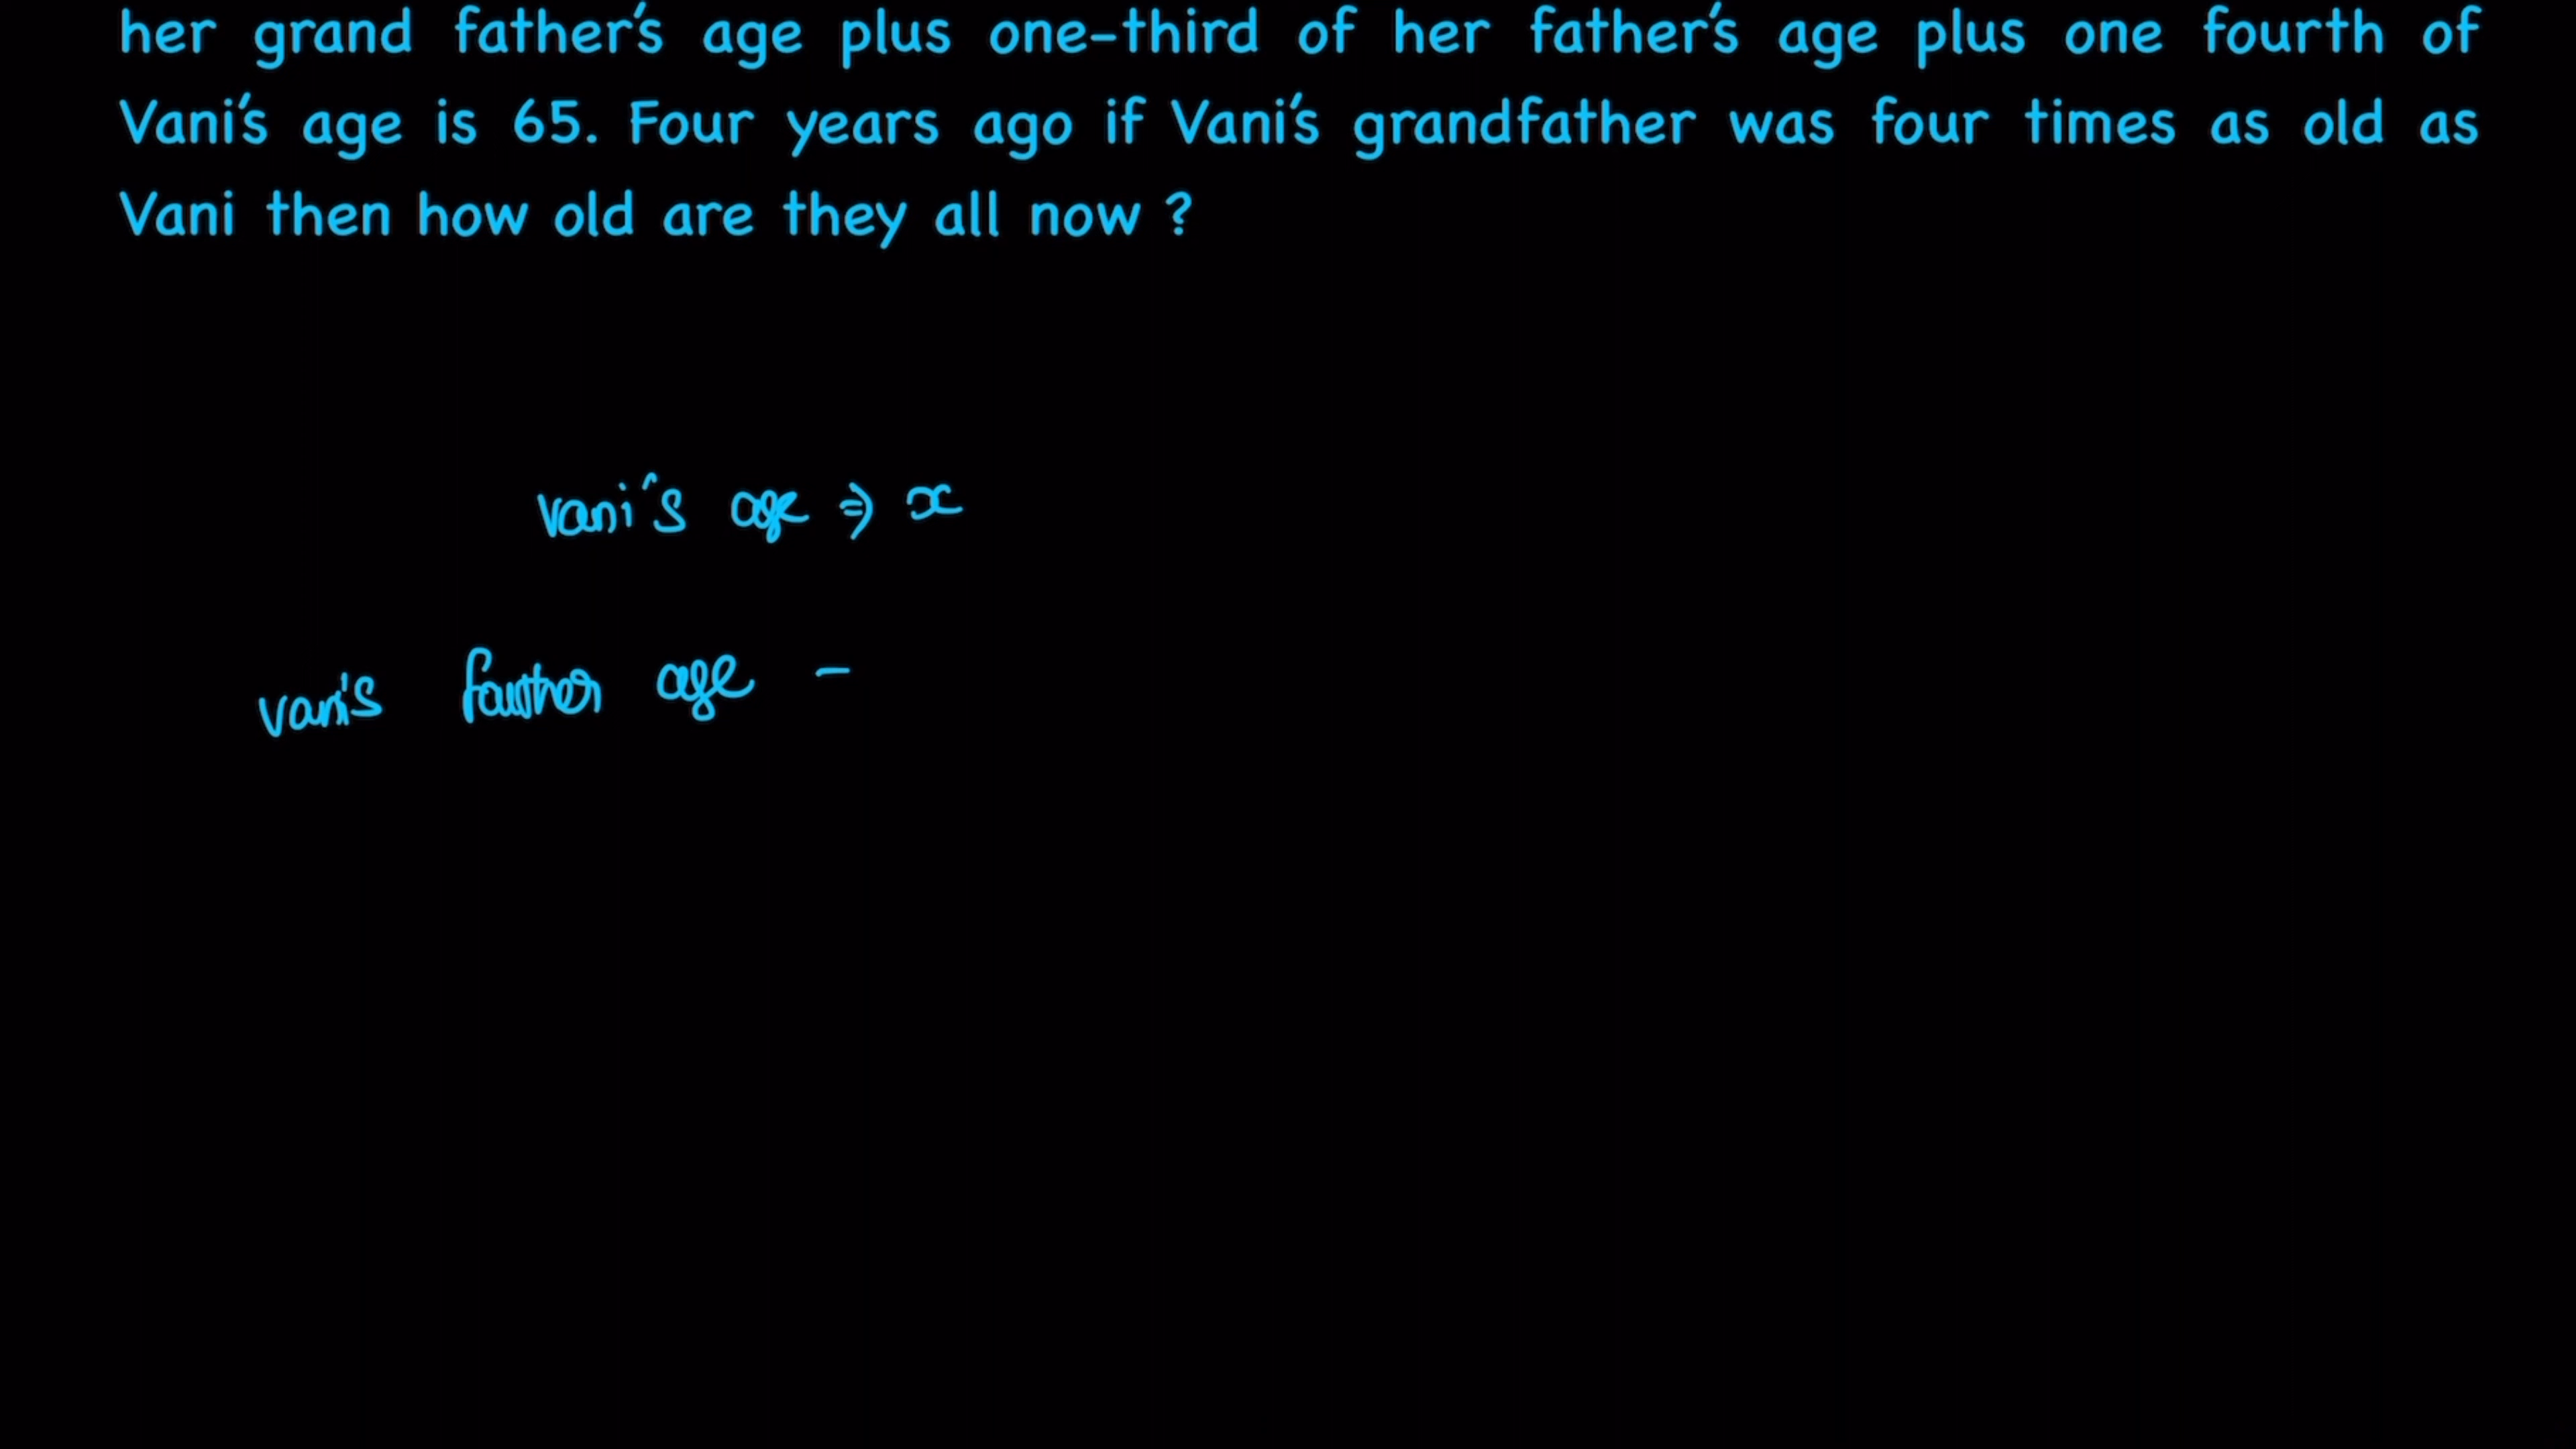 her grand father's age plus one-third of her father's age plus one fourth of
Vani's age is 65. Four years ago if Vani's grandfather was four times as old as
Vani then how old are they all now ?
vani's age ⇒ x
vani's father age -